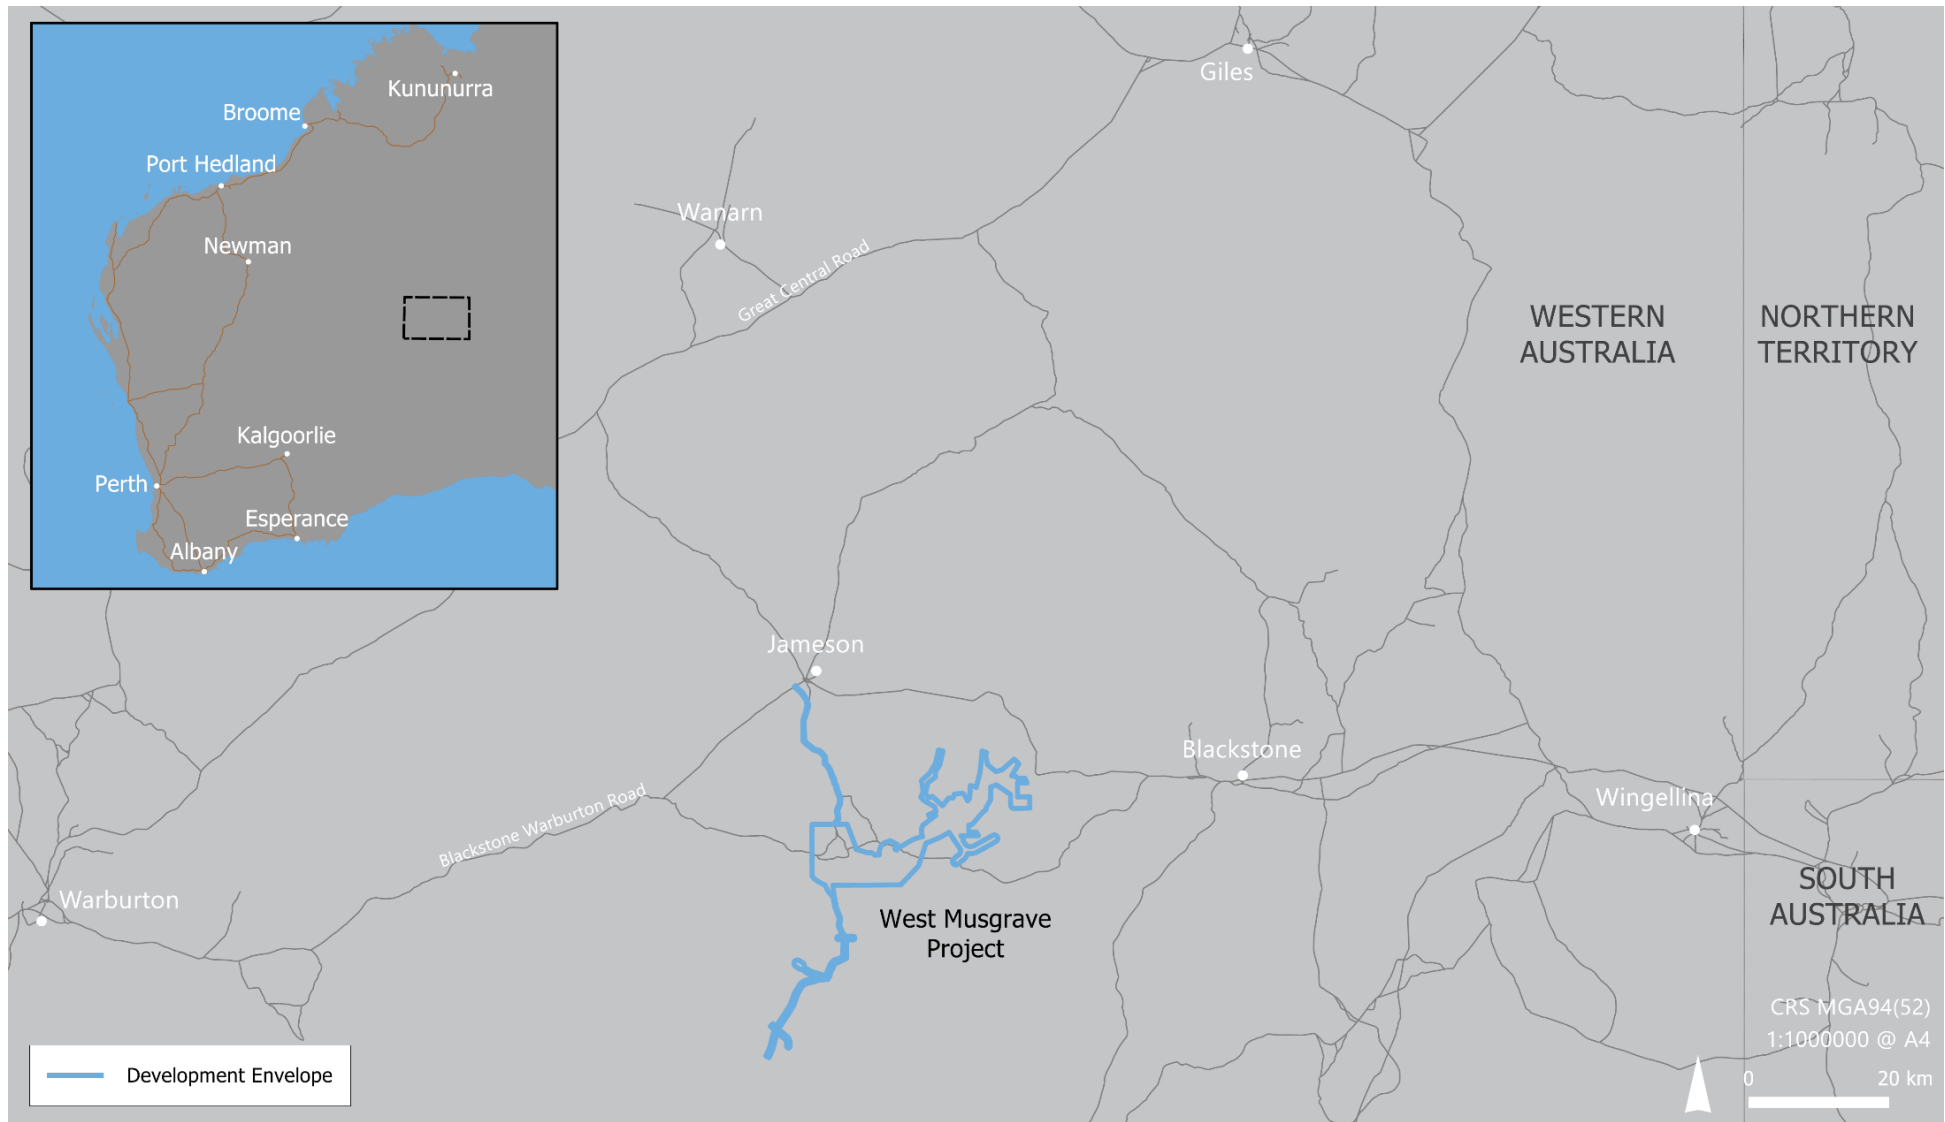 Kununurra
Broome
Port Hedland
Newman
Kalgoorlie
Perth
Esperance
Albany
Giles
Wanarn
Great Central Road
WESTERN
AUSTRALIA
NORTHERN
TERRITORY
Jameson
Blackstone
Wingellina
Blackstone Warburton Road
Warburton
West Musgrave
Project
SOUTH
AUSTRALIA
CRS MGA94(52)
1:1000000 @ A4
0 20 km
Development Envelope